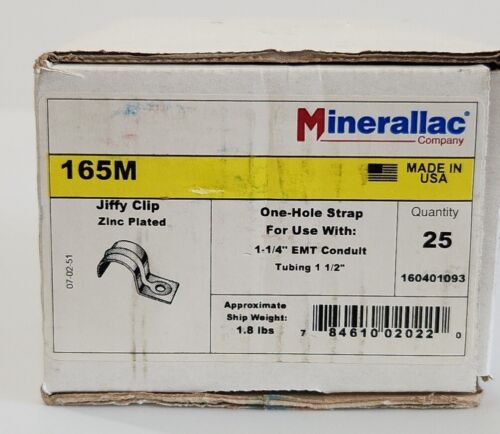 Minerallac
Company
165M
MADE IN
USA
Jiffy Clip
Zinc Plated
07-02-51
One-Hole Strap
For Use With:
1-1/4" EMT Conduit
Tubing 1 1/2"
Quantity
25
160401093
Approximate
Ship Weight:
1.8 lbs
7 84610 02022 0